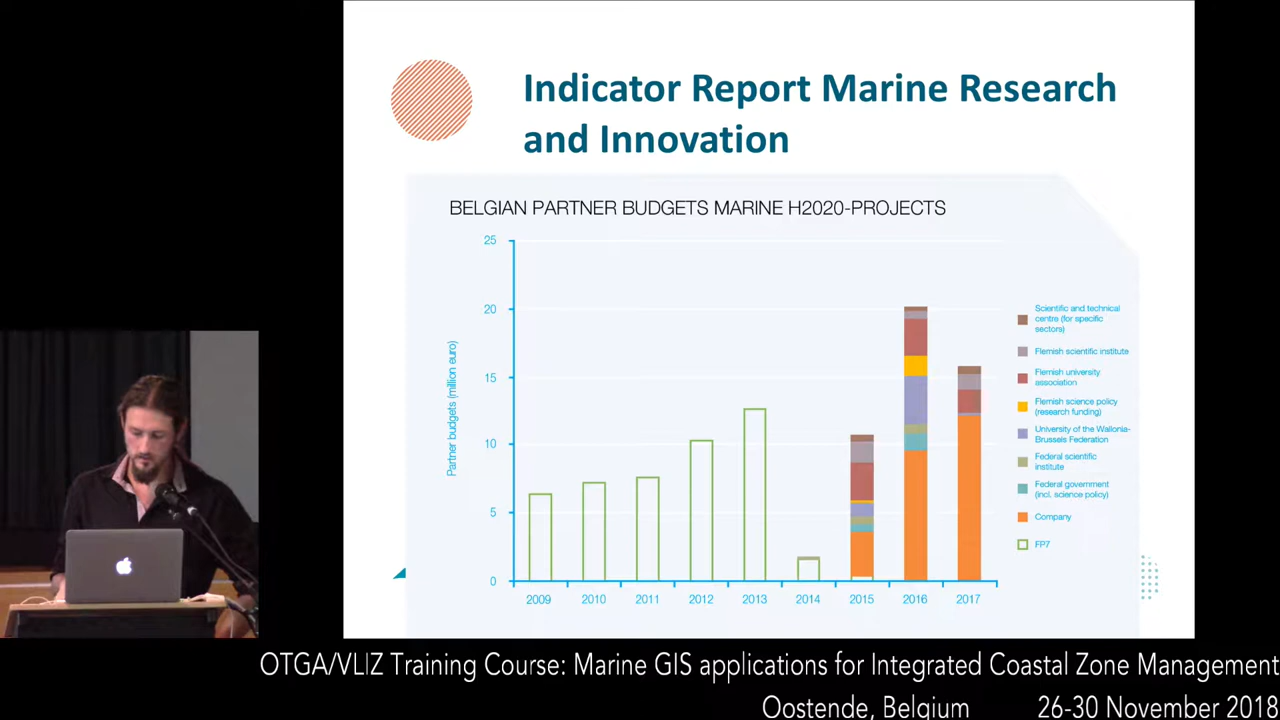 Indicator Report Marine Research
and Innovation
BELGIAN PARTNER BUDGETS MARINE H2020-PROJECTS
Partner budgets (million euro)
25
20
15
10
5
0
2009 2010 2011 2012 2013 2014 2015 2016 2017
Scientific and technical
centre (for specific
sectors)
Flemish scientific institute
Flemish university
association
Flemish science policy
(research funding)
University of the Wallonia-
Brussels Federation
Federal scientific
institute
Federal government
(incl. science policy)
Company
FP7
OTGA/VLIZ Training Course: Marine GIS applications for Integrated Coastal Zone Management
Oostende, Belgium 26-30 November 2018